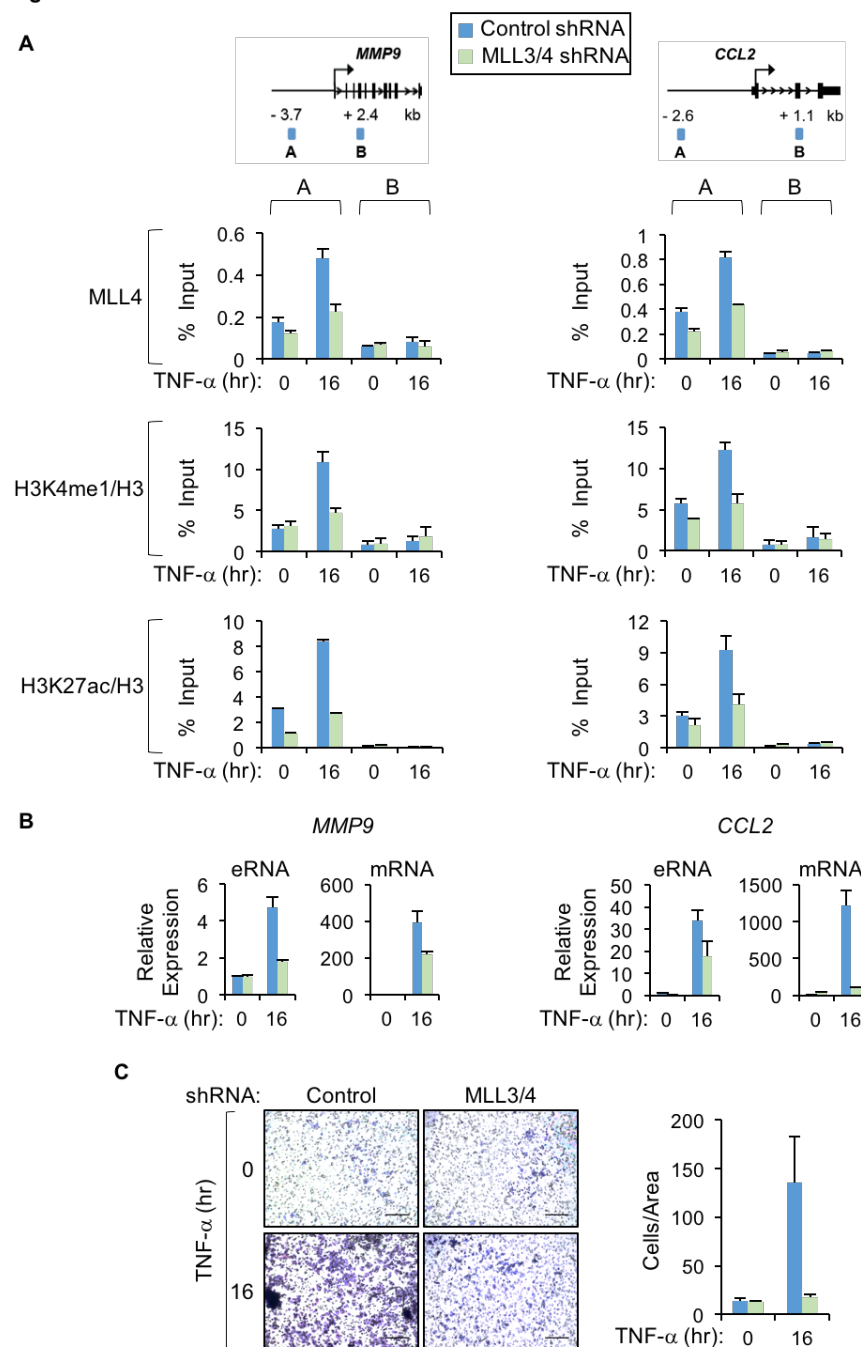 A
Control shRNA
MLL3/4 shRNA
MMP9
- 3.7 + 2.4 kb
A B
CCL2
- 2.6 + 1.1 kb
A B
A B
A B
MLL4
% Input
0.6
0.4
0.2
0
TNF-α (hr): 0 16 0 16
% Input
1
0.8
0.6
0.4
0.2
0
TNF-α (hr): 0 16 0 16
H3K4me1/H3
% Input
15
10
5
0
TNF-α (hr): 0 16 0 16
% Input
15
10
5
0
TNF-α (hr): 0 16 0 16
H3K27ac/H3
% Input
10
8
6
4
2
0
TNF-α (hr): 0 16 0 16
% Input
12
9
6
3
0
TNF-α (hr): 0 16 0 16
B
MMP9
CCL2
Relative
Expression
eRNA
6
4
2
0
TNF-α (hr): 0 16
mRNA
600
400
200
0
0 16
Relative
Expression
eRNA
50
40
30
20
10
0
TNF-α (hr): 0 16
mRNA
1500
1000
500
0
0 16
C
shRNA: Control MLL3/4
TNF-α (hr)
0
16
Cells/Area
200
150
100
50
0
TNF-α (hr): 0 16